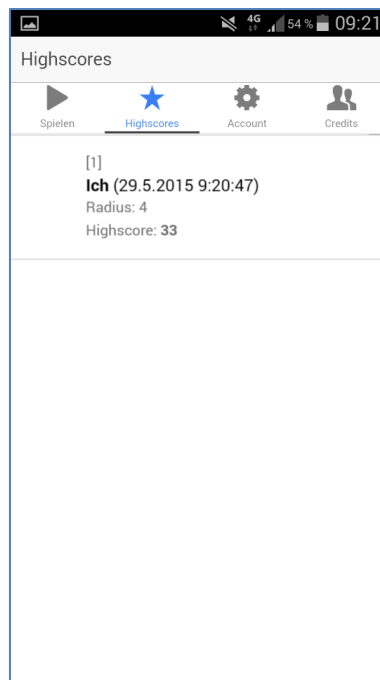 4G 54 % 09:21
Highscores
Spielen Highscores Account Credits
[1]
Ich (29.5.2015 9:20:47)
Radius: 4
Highscore: 33